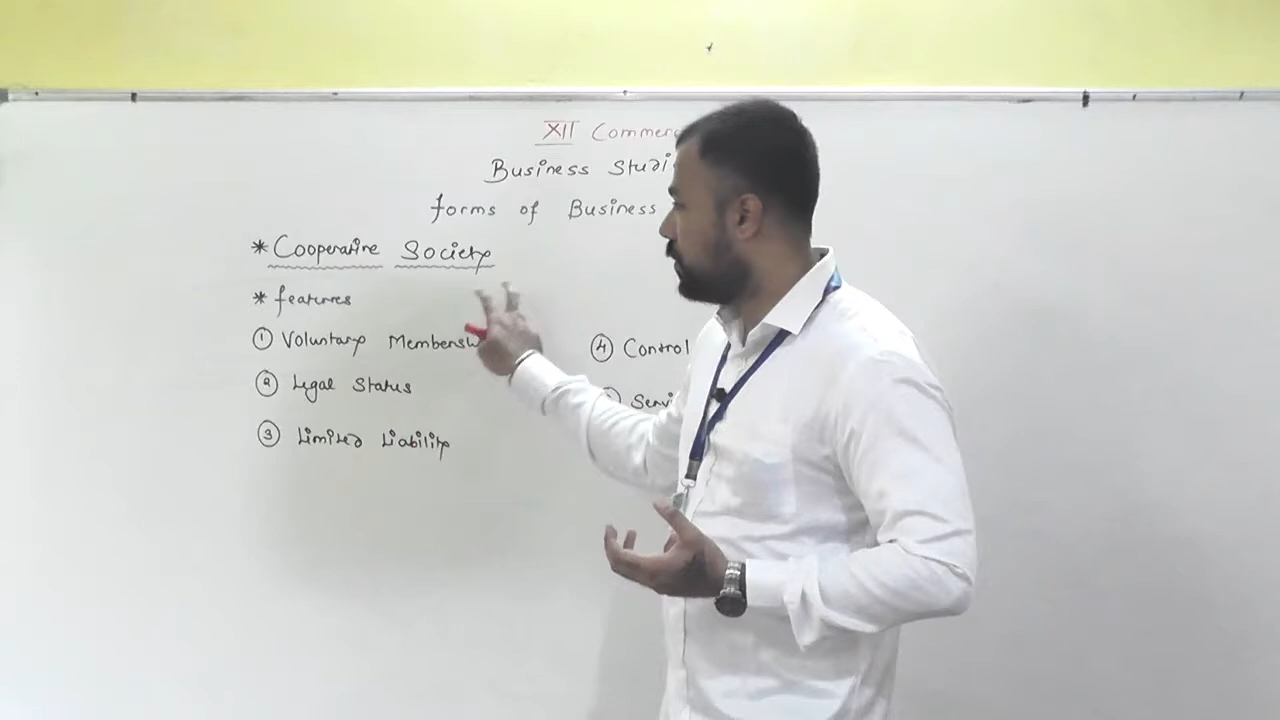 XII Commer
Business Studi
forms of Business
* Cooperative Society
* features
① Voluntary Membersh
② Legal Status
③ Limited Liability
④ Control
Servi